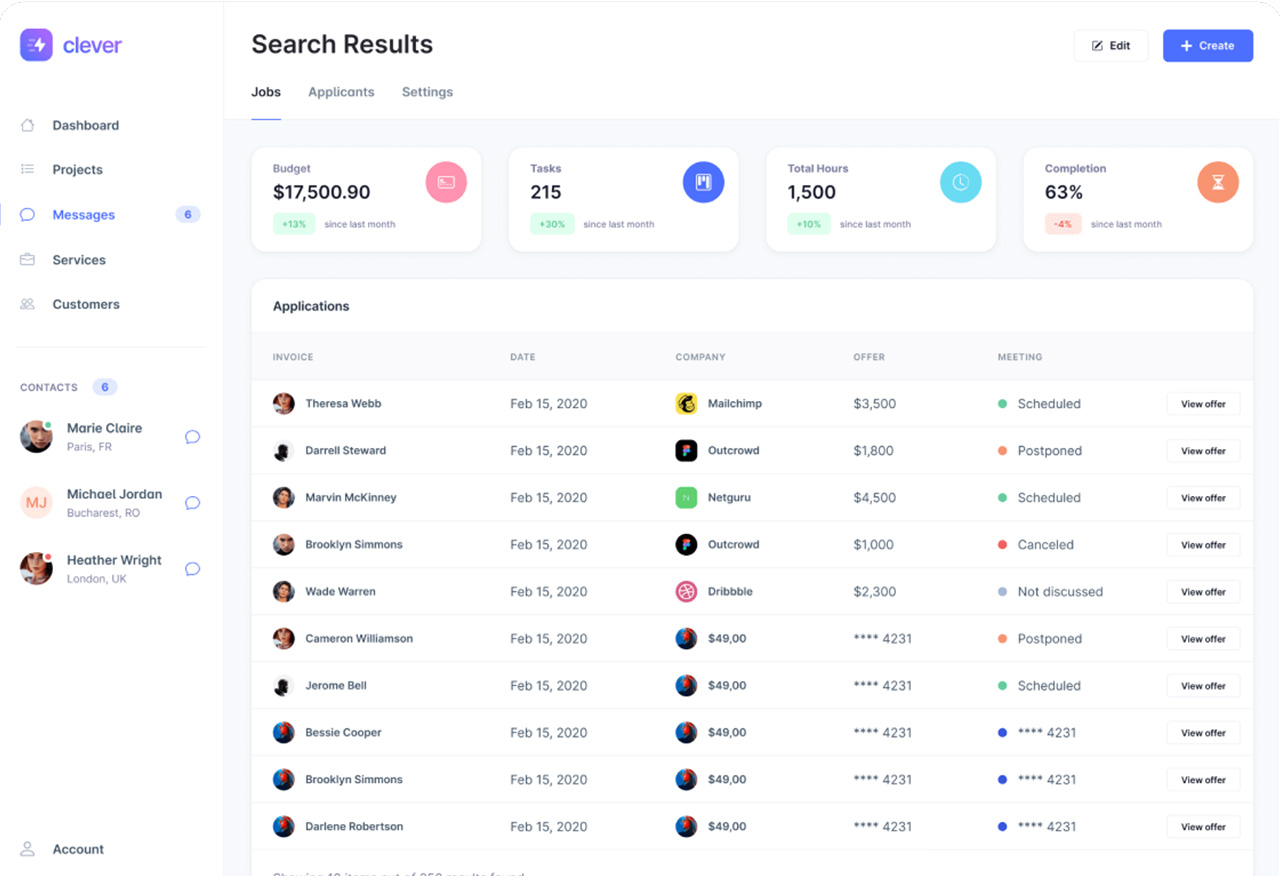 clever
Dashboard
Projects
Messages 6
Services
Customers
CONTACTS 6
Marie Claire
Paris, FR
MJ
Michael Jordan
Bucharest, RO
Heather Wright
London, UK
Account
Search Results
Edit
Create
Jobs Applicants Settings
Budget
$17,500.90
+13% since last month
Tasks
215
+30% since last month
Total Hours
1,500
+10% since last month
Completion
63%
-4% since last month
Applications
INVOICE DATE COMPANY OFFER MEETING
Theresa Webb Feb 15, 2020 Mailchimp $3,500 Scheduled View offer
Darrell Steward Feb 15, 2020 Outcrowd $1,800 Postponed View offer
Marvin McKinney Feb 15, 2020 N Netguru $4,500 Scheduled View offer
Brooklyn Simmons Feb 15, 2020 Outcrowd $1,000 Canceled View offer
Wade Warren Feb 15, 2020 Dribbble $2,300 Not discussed View offer
Cameron Williamson Feb 15, 2020 $49,00 **** 4231 Postponed View offer
Jerome Bell Feb 15, 2020 $49,00 **** 4231 Scheduled View offer
Bessie Cooper Feb 15, 2020 $49,00 **** 4231 **** 4231 View offer
Brooklyn Simmons Feb 15, 2020 $49,00 **** 4231 **** 4231 View offer
Darlene Robertson Feb 15, 2020 $49,00 **** 4231 **** 4231 View offer
Showing 10 items out of 250 results found